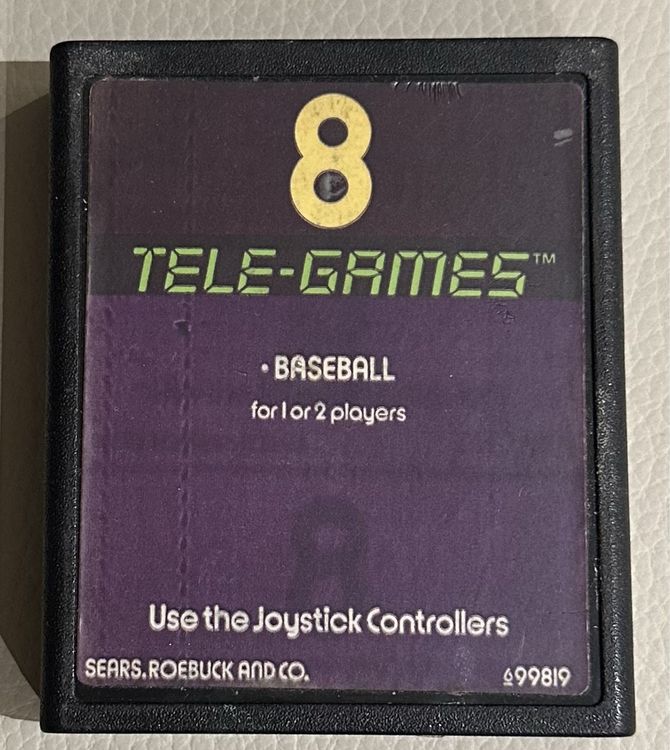 8
TELE-GAMES™
• BASEBALL
for 1 or 2 players
Use the Joystick Controllers
SEARS, ROEBUCK AND CO. 699819